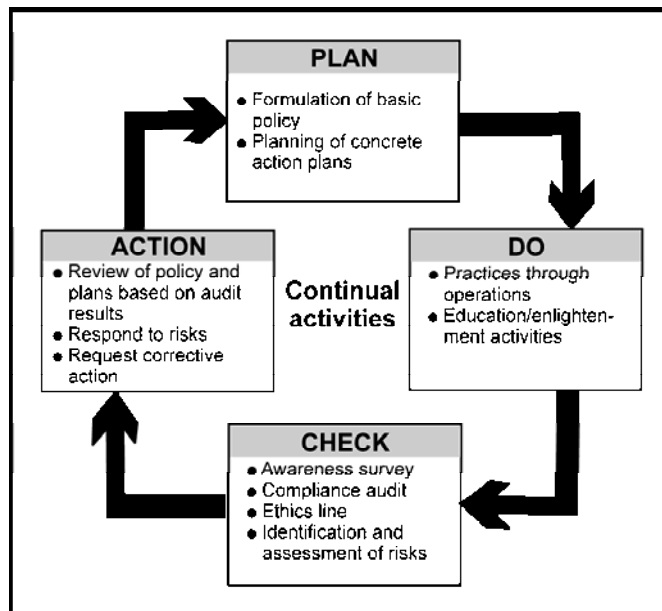 PLAN
● Formulation of basic
policy
● Planning of concrete
action plans
ACTION
● Review of policy and
plans based on audit
results
● Respond to risks
● Request corrective
action
Continual
activities
DO
● Practices through
operations
● Education/enlighten-
ment activities
CHECK
● Awareness survey
● Compliance audit
● Ethics line
● Identification and
assessment of risks